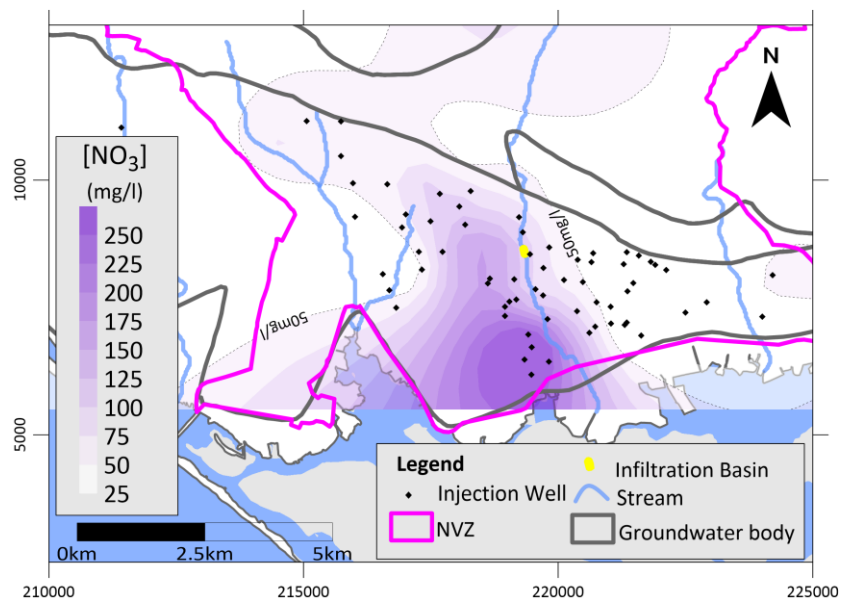 N
[NO3]
(mg/l)
250
225
200
175
150
125
100
75
50
25
50mg/l
50mg/l
10000
5000
0km 2.5km 5km
Legend
Injection Well
NVZ
Infiltration Basin
Stream
Groundwater body
210000 215000 220000 225000